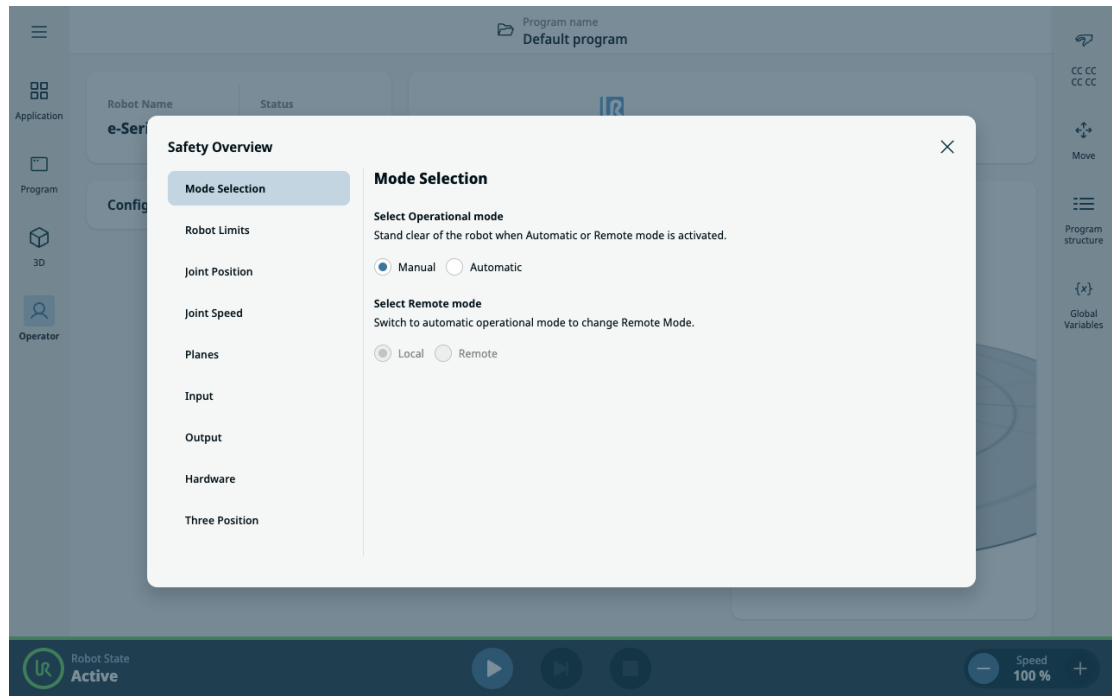 Program name
Default program
Application
Program
3D
Operator
Robot Name
Status
e-Seri
Config
CC CC
CC CC
Move
Program
structure
{x}
Global
Variables
Safety Overview
Mode Selection
Robot Limits
Joint Position
Joint Speed
Planes
Input
Output
Hardware
Three Position
Mode Selection
Select Operational mode
Stand clear of the robot when Automatic or Remote mode is activated.
Manual Automatic
Select Remote mode
Switch to automatic operational mode to change Remote Mode.
Local Remote
Robot State
Active
Speed
100 %